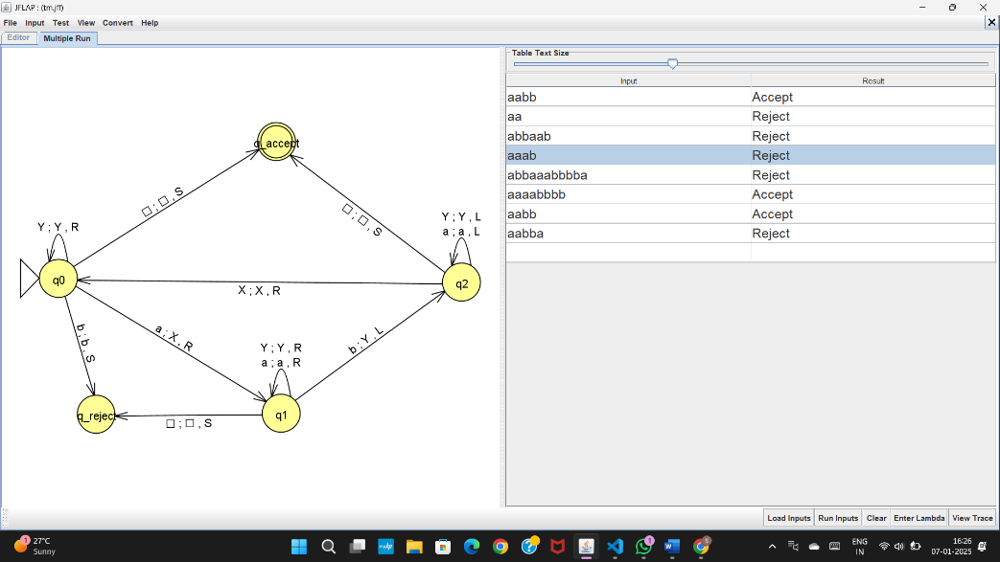 JFLAP : (tm.jff)
File Input Test View Convert Help
Editor Multiple Run
Table Text Size
Input Result
aabb Accept
aa Reject
abbaab Reject
aaab Reject
abbaaabbbba Reject
aaaabbbb Accept
aabb Accept
aabba Reject
q_accept
□ ; □ , S
□ ; □ , S
Y ; Y , R
Y ; Y , L
a ; a , L
q0
q2
X ; X , R
b ; b , S
a ; X , R
b ; Y , L
Y ; Y , R
a ; a , R
q_reject
q1
□ ; □ , S
Load Inputs Run Inputs Clear Enter Lambda View Trace
1
27°C
Sunny
ENG
IN
16:26
07-01-2025